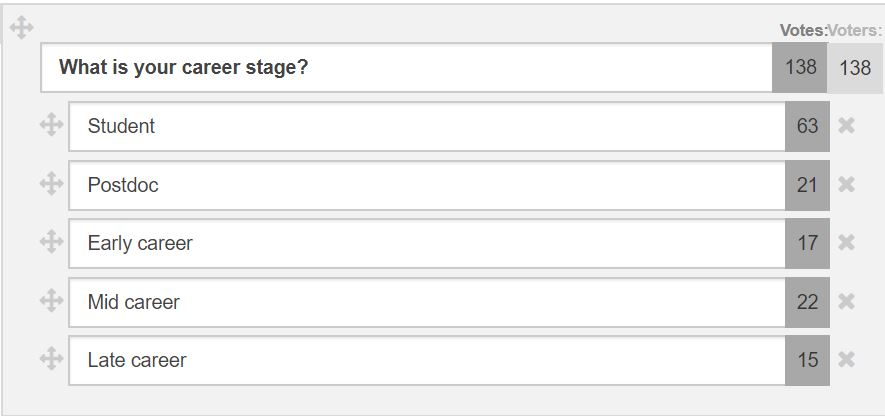 Votes: Voters:
What is your career stage? 138 138
Student 63
Postdoc 21
Early career 17
Mid career 22
Late career 15